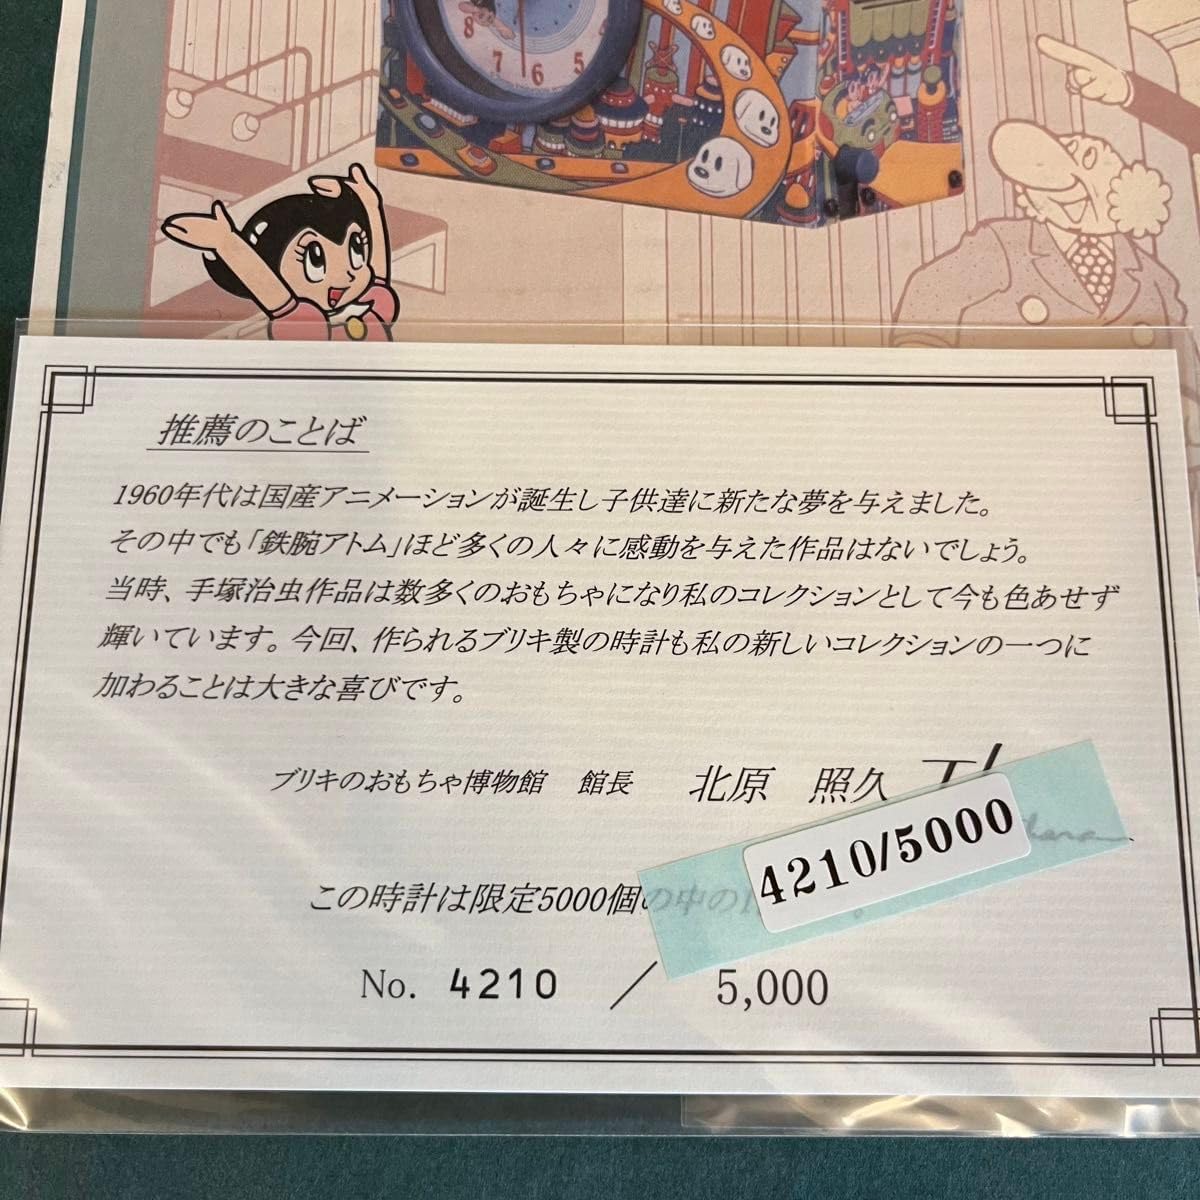 8
7
6
5
推薦のことば
1960年代は国産アニメーションが誕生し子供達に新たな夢を与えました。
その中でも「鉄腕アトム」ほど多くの人々に感動を与えた作品はないでしょう。
当時、手塚治虫作品は数多くのおもちゃになり私のコレクションとして今も色あせず
輝いています。今回、作られるブリキ製の時計も私の新しいコレクションの一つに
加わることは大きな喜びです。
ブリキのおもちゃ博物館 館長 北原 照久
4210/5000
この時計は限定5000個の中の1
No. 4210 / 5,000